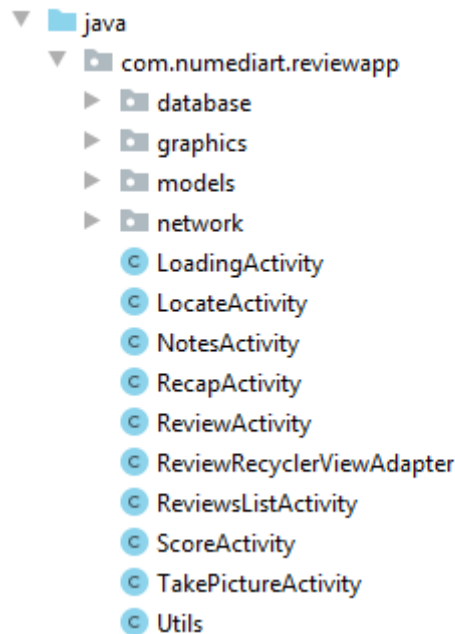 java
com.numediart.reviewapp
database
graphics
models
network
C LoadingActivity
C LocateActivity
C NotesActivity
C RecapActivity
C ReviewActivity
C ReviewRecyclerViewAdapter
C ReviewsListActivity
C ScoreActivity
C TakePictureActivity
C Utils